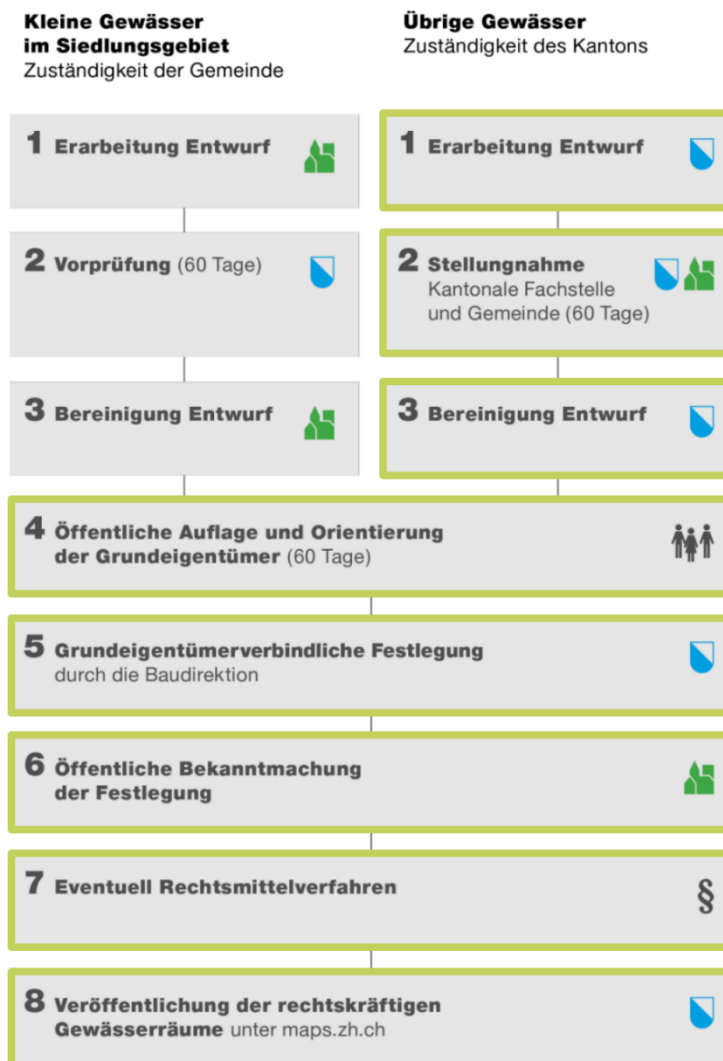 Kleine Gewässer
im Siedlungsgebiet
Zuständigkeit der Gemeinde
Übrige Gewässer
Zuständigkeit des Kantons
1 Erarbeitung Entwurf
1 Erarbeitung Entwurf
2 Vorprüfung (60 Tage)
2 Stellungnahme
Kantonale Fachstelle
und Gemeinde (60 Tage)
3 Bereinigung Entwurf
3 Bereinigung Entwurf
4 Öffentliche Auflage und Orientierung
der Grundeigentümer (60 Tage)
5 Grundeigentümerverbindliche Festlegung
durch die Baudirektion
6 Öffentliche Bekanntmachung
der Festlegung
7 Eventuell Rechtsmittelverfahren
§
8 Veröffentlichung der rechtskräftigen
Gewässerräume unter maps.zh.ch